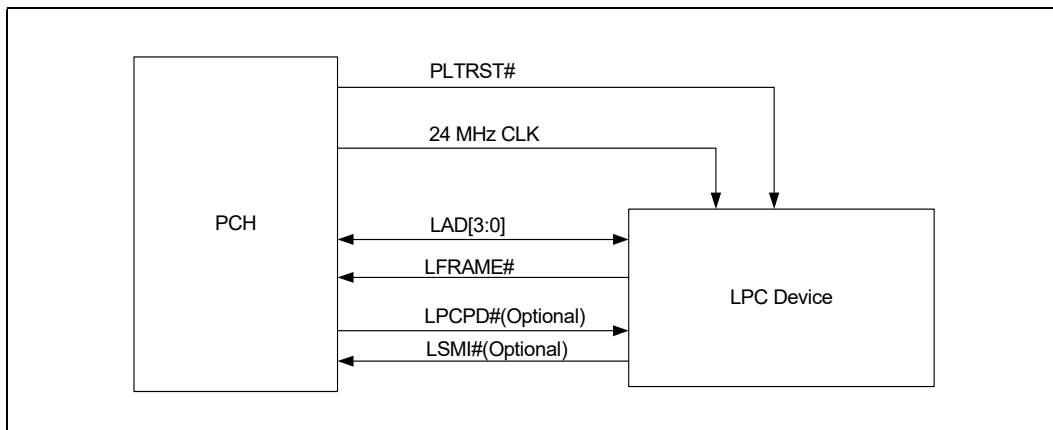 PLTRST#
24 MHz CLK
PCH
LAD[3:0]
LFRAME#
LPC Device
LPCPD#(Optional)
LSMI#(Optional)